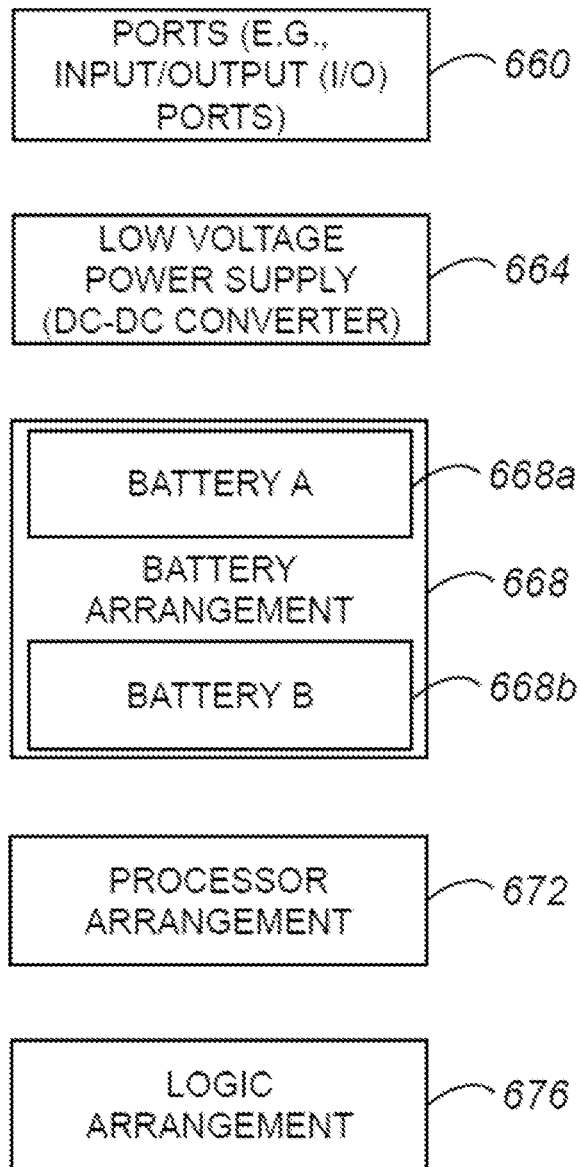 PORTS (E.G.,
INPUT/OUTPUT (I/O)
PORTS)
660
LOW VOLTAGE
POWER SUPPLY
(DC-DC CONVERTER)
664
BATTERY A
668a
BATTERY
ARRANGEMENT
668
BATTERY B
668b
PROCESSOR
ARRANGEMENT
672
LOGIC
ARRANGEMENT
676